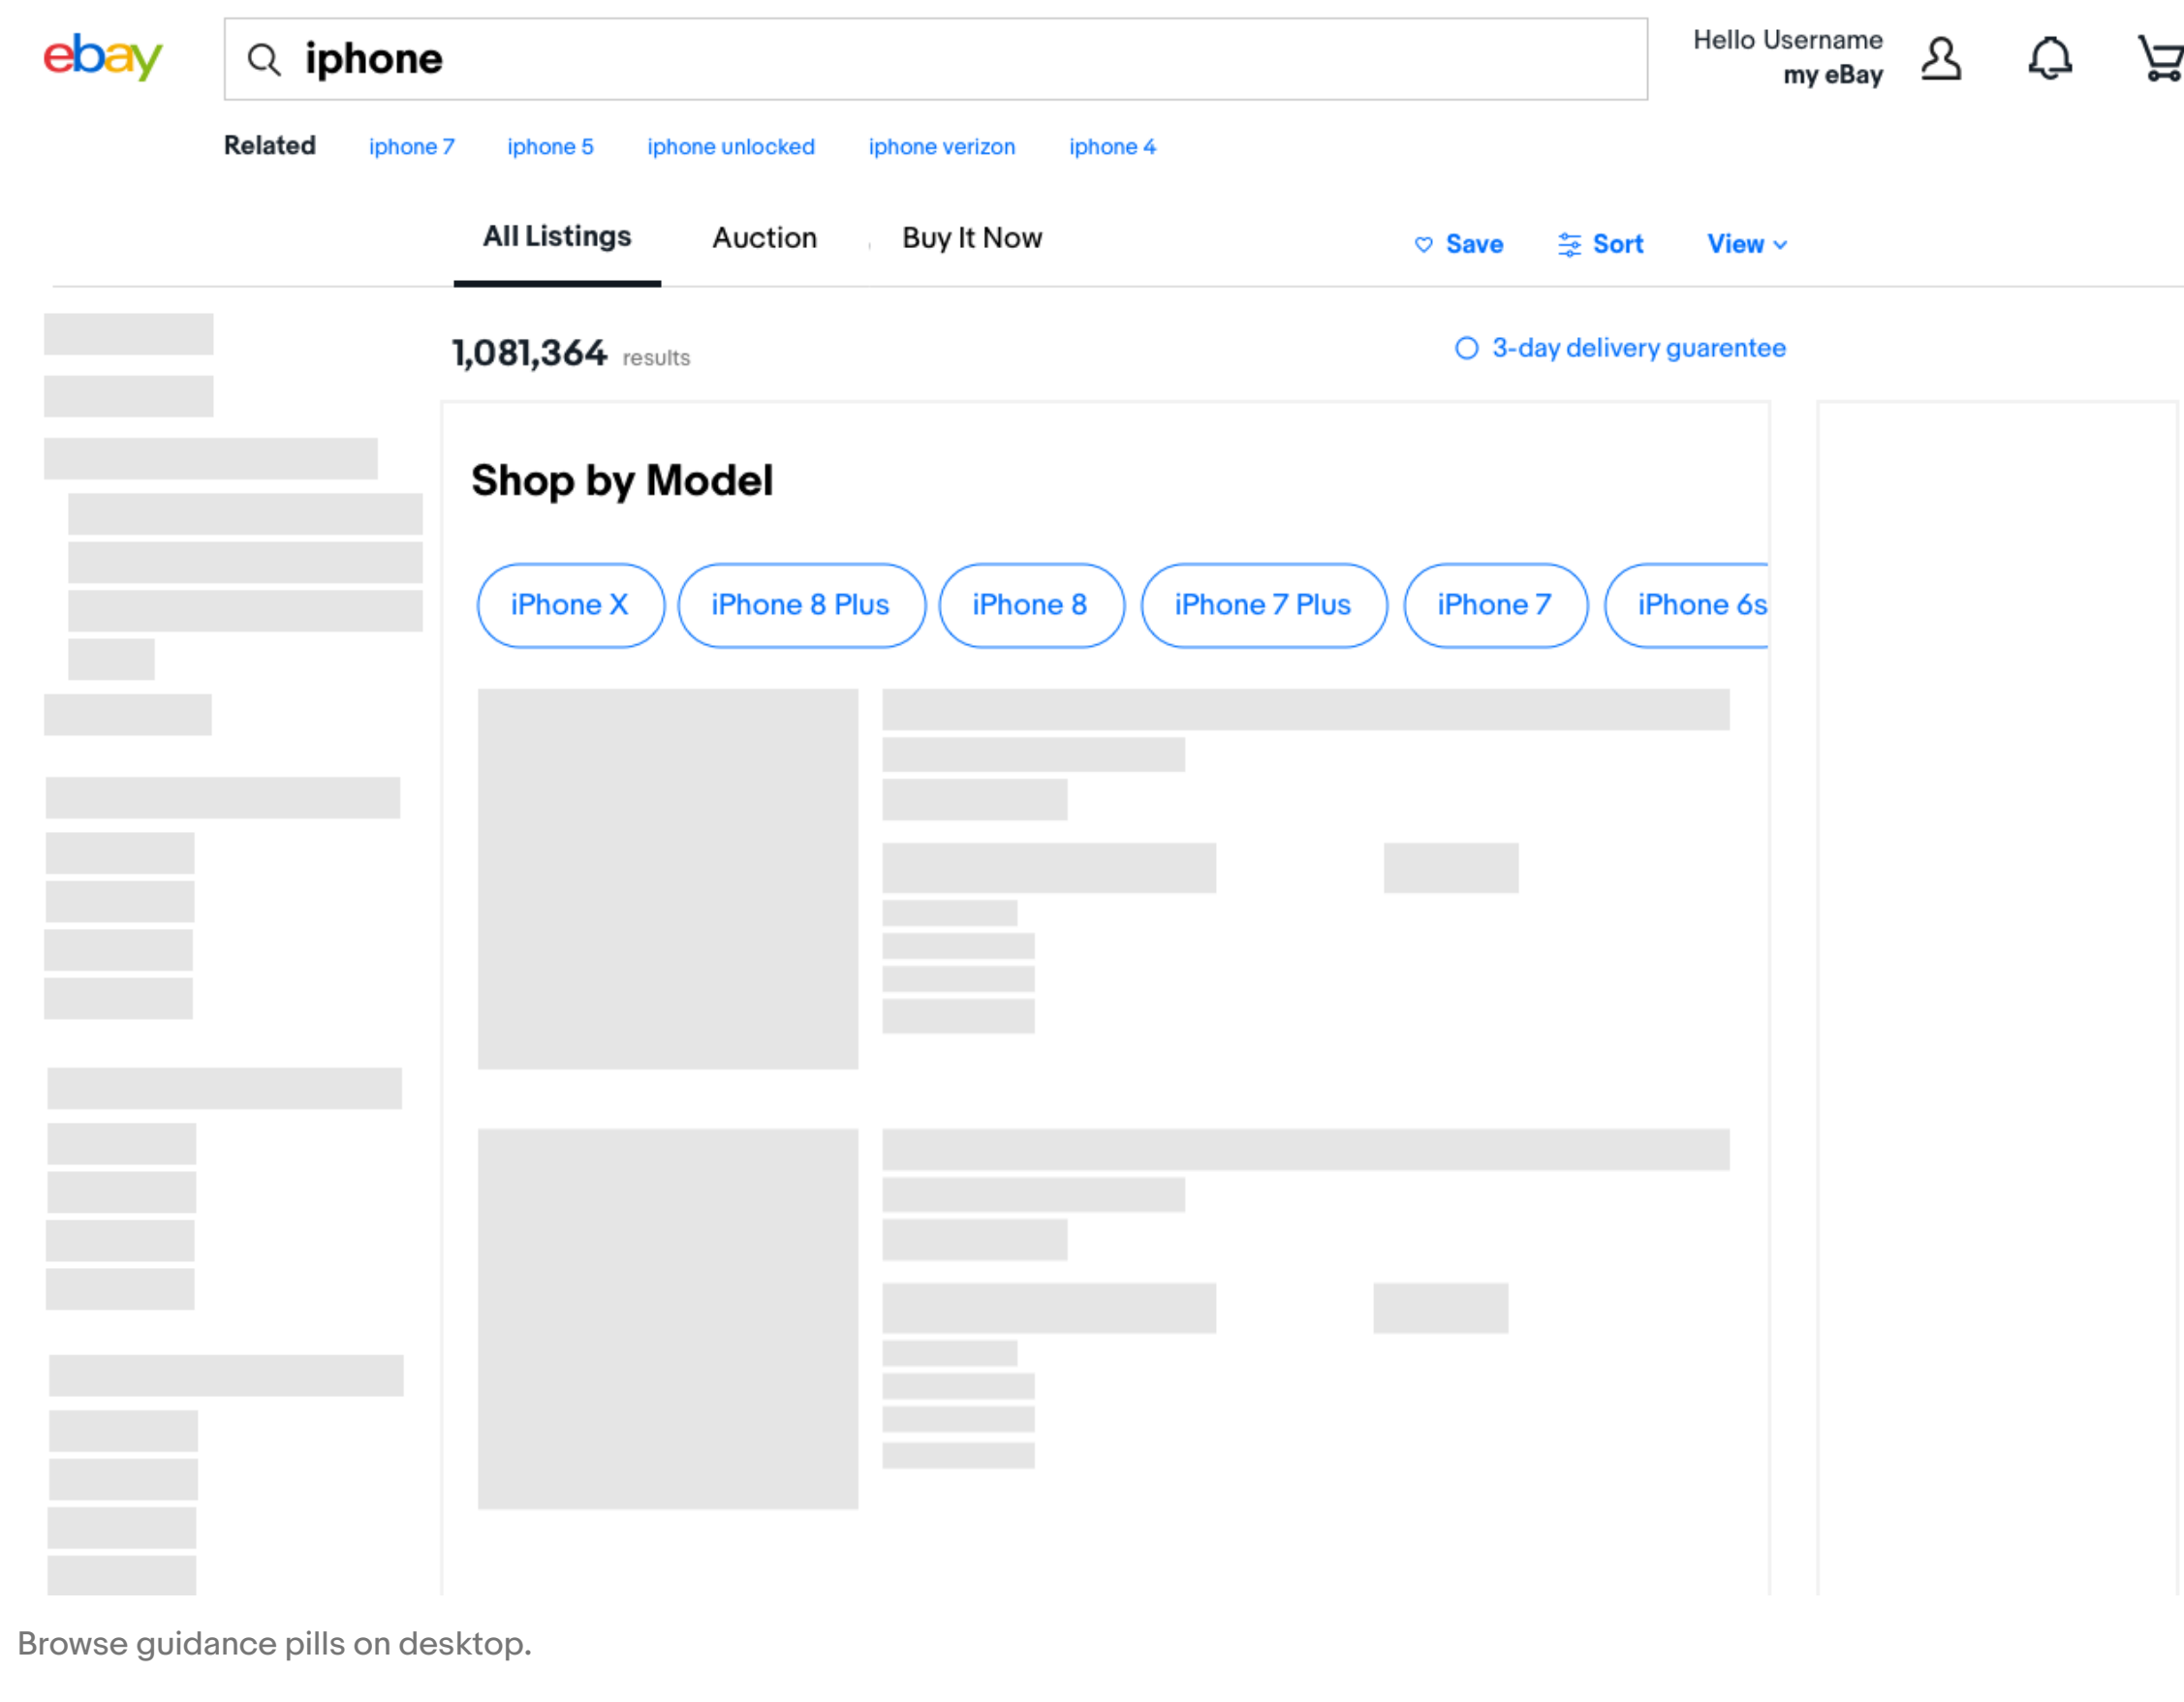 ebay
iphone
Hello Username
my eBay
Related iphone 7 iphone 5 iphone unlocked iphone verizon iphone 4
All Listings Auction Buy It Now Save Sort View
1,081,364 results 3-day delivery guarentee
Shop by Model
iPhone X iPhone 8 Plus iPhone 8 iPhone 7 Plus iPhone 7 iPhone 6s
Browse guidance pills on desktop.